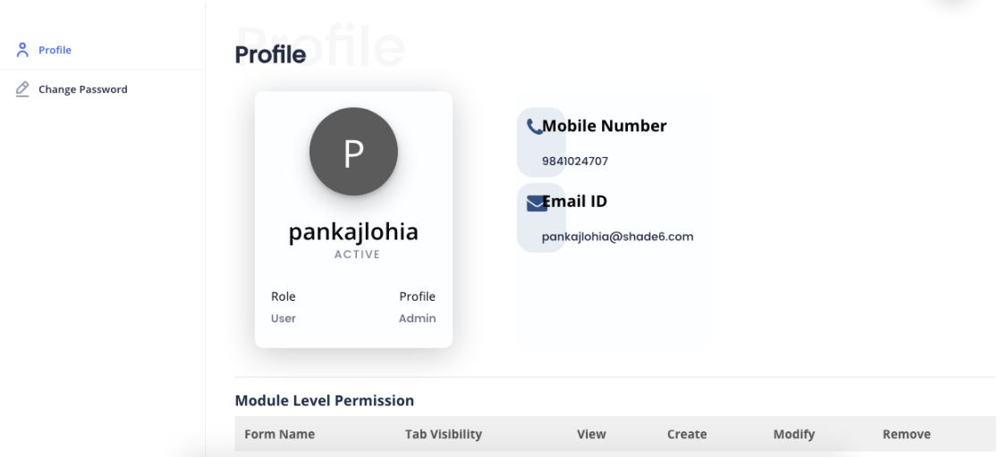 Profile
Change Password
Profile
Profile
P
pankajlohia
ACTIVE
Role Profile
User Admin
Mobile Number
9841024707
Email ID
pankajlohia@shade6.com
Module Level Permission
Form Name Tab Visibility View Create Modify Remove